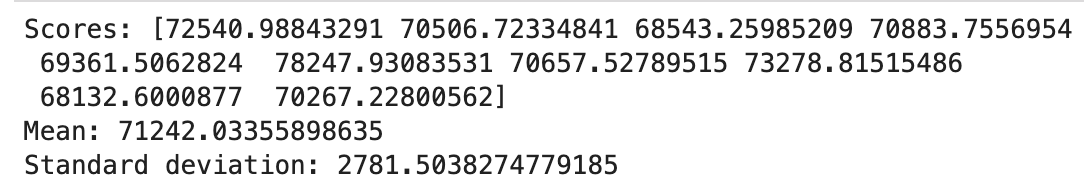 Scores: [72540.98843291 70506.72334841 68543.25985209 70883.7556954
69361.5062824  78247.93083531 70657.52789515 73278.81515486
68132.6000877  70267.22800562]
Mean: 71242.03355898635
Standard deviation: 2781.5038274779185